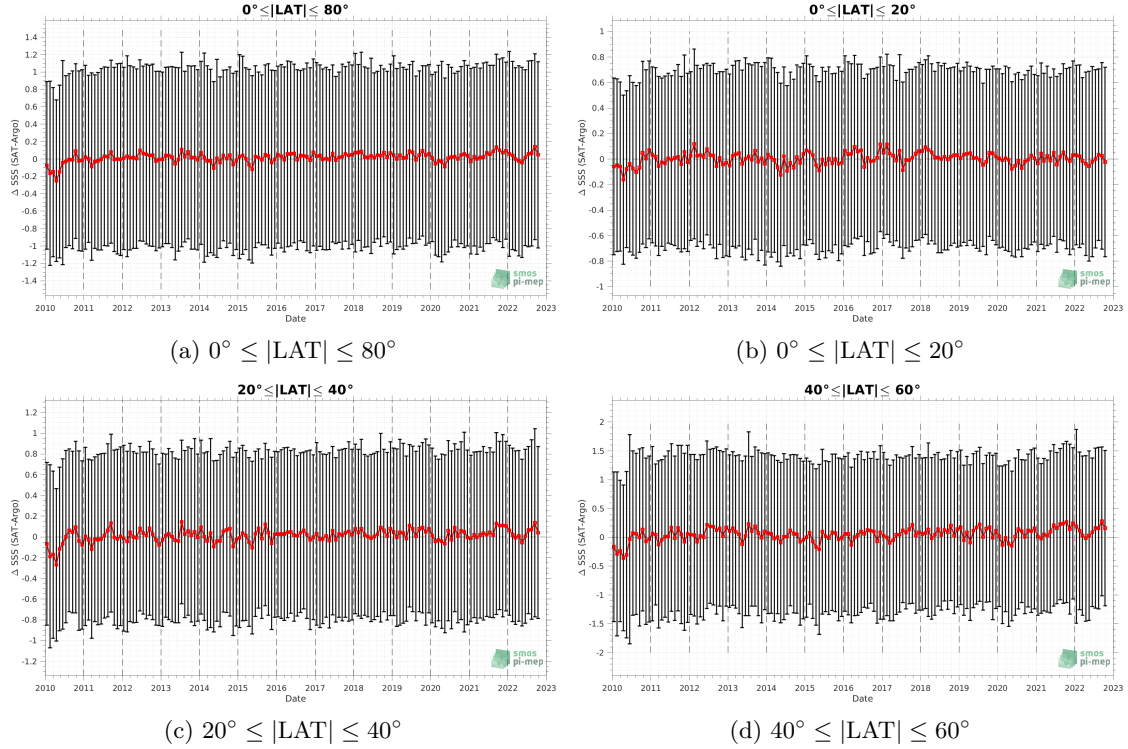 0°≤|LAT|≤ 80°
1.4
1.2
1
0.8
0.6
0.4
0.2
0
-0.2
-0.4
-0.6
-0.8
-1
-1.2
-1.4
Δ SSS (SAT-Argo)
smos
pi-mep
2010 2011 2012 2013 2014 2015 2016 2017 2018 2019 2020 2021 2022 2023
Date
(a) 0° ≤ |LAT| ≤ 80°
0°≤|LAT|≤ 20°
1
0.8
0.6
0.4
0.2
0
-0.2
-0.4
-0.6
-0.8
-1
Δ SSS (SAT-Argo)
smos
pi-mep
2010 2011 2012 2013 2014 2015 2016 2017 2018 2019 2020 2021 2022 2023
Date
(b) 0° ≤ |LAT| ≤ 20°
20°≤|LAT|≤ 40°
1.2
1
0.8
0.6
0.4
0.2
0
-0.2
-0.4
-0.6
-0.8
-1
-1.2
Δ SSS (SAT-Argo)
smos
pi-mep
2010 2011 2012 2013 2014 2015 2016 2017 2018 2019 2020 2021 2022 2023
Date
(c) 20° ≤ |LAT| ≤ 40°
40°≤|LAT|≤ 60°
2
1.5
1
0.5
0
-0.5
-1
-1.5
-2
Δ SSS (SAT-Argo)
smos
pi-mep
2010 2011 2012 2013 2014 2015 2016 2017 2018 2019 2020 2021 2022 2023
Date
(d) 40° ≤ |LAT| ≤ 60°